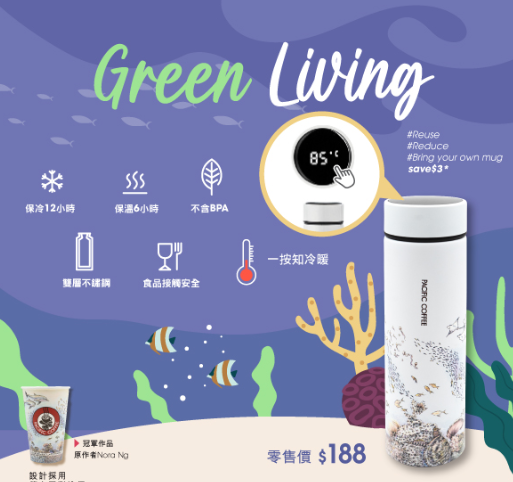 Green Living
85°C
#Reuse
#Reduce
#Bring your own mug
save$3*
保冷12小時
保溫6小時
不含BPA
雙層不鏽鋼
食品接觸安全
一按知冷暖
PACIFIC COFFEE
冠軍作品
原作者Nora Ng
設計採用
零售價 $188